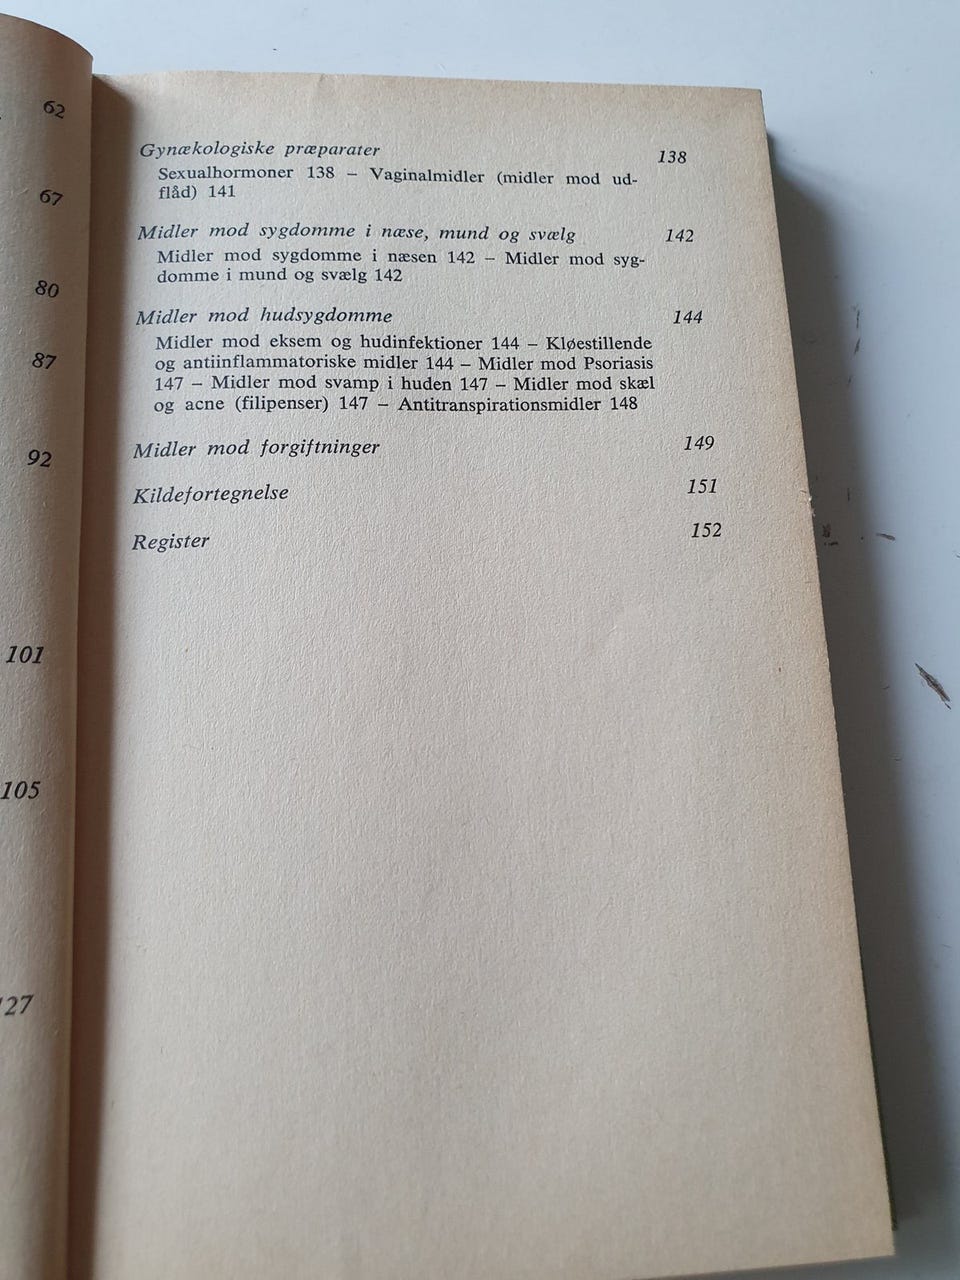 62
67
80
87
92
101
105
127
Gynækologiske præparater 138
Sexualhormoner 138 – Vaginalmidler (midler mod ud-
flåd) 141
Midler mod sygdomme i næse, mund og svælg 142
Midler mod sygdomme i næsen 142 – Midler mod syg-
domme i mund og svælg 142
Midler mod hudsygdomme 144
Midler mod eksem og hudinfektioner 144 – Kløestillende
og antiinflammatoriske midler 144 – Midler mod Psoriasis
147 – Midler mod svamp i huden 147 – Midler mod skæl
og acne (filipenser) 147 – Antitranspirationsmidler 148
Midler mod forgiftninger 149
Kildefortegnelse 151
Register 152